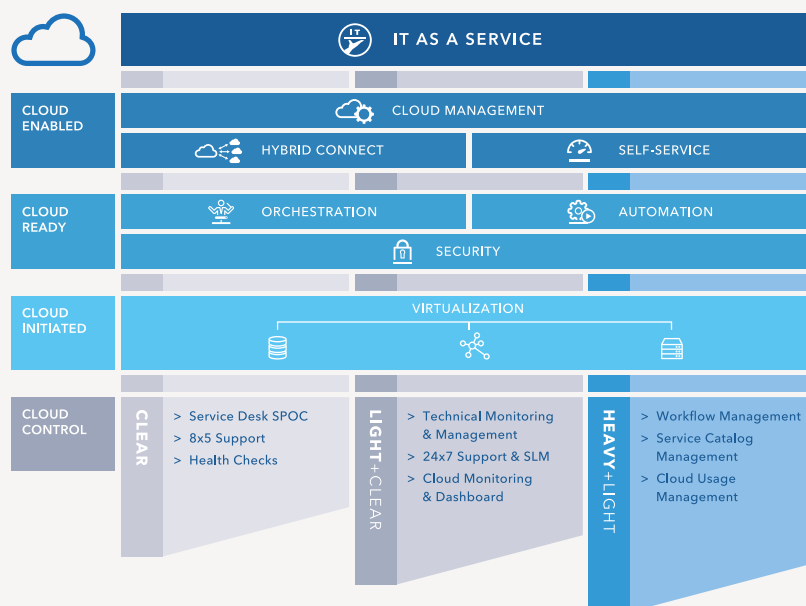 IT
IT AS A SERVICE
CLOUD
ENABLED
CLOUD MANAGEMENT
HYBRID CONNECT
SELF-SERVICE
CLOUD
READY
ORCHESTRATION
AUTOMATION
SECURITY
CLOUD
INITIATED
VIRTUALIZATION
CLOUD
CONTROL
CLEAR
> Service Desk SPOC
> 8x5 Support
> Health Checks
LIGHT+CLEAR
> Technical Monitoring
& Management
> 24x7 Support & SLM
> Cloud Monitoring
& Dashboard
HEAVY+LIGHT
> Workflow Management
> Service Catalog
Management
> Cloud Usage
Management